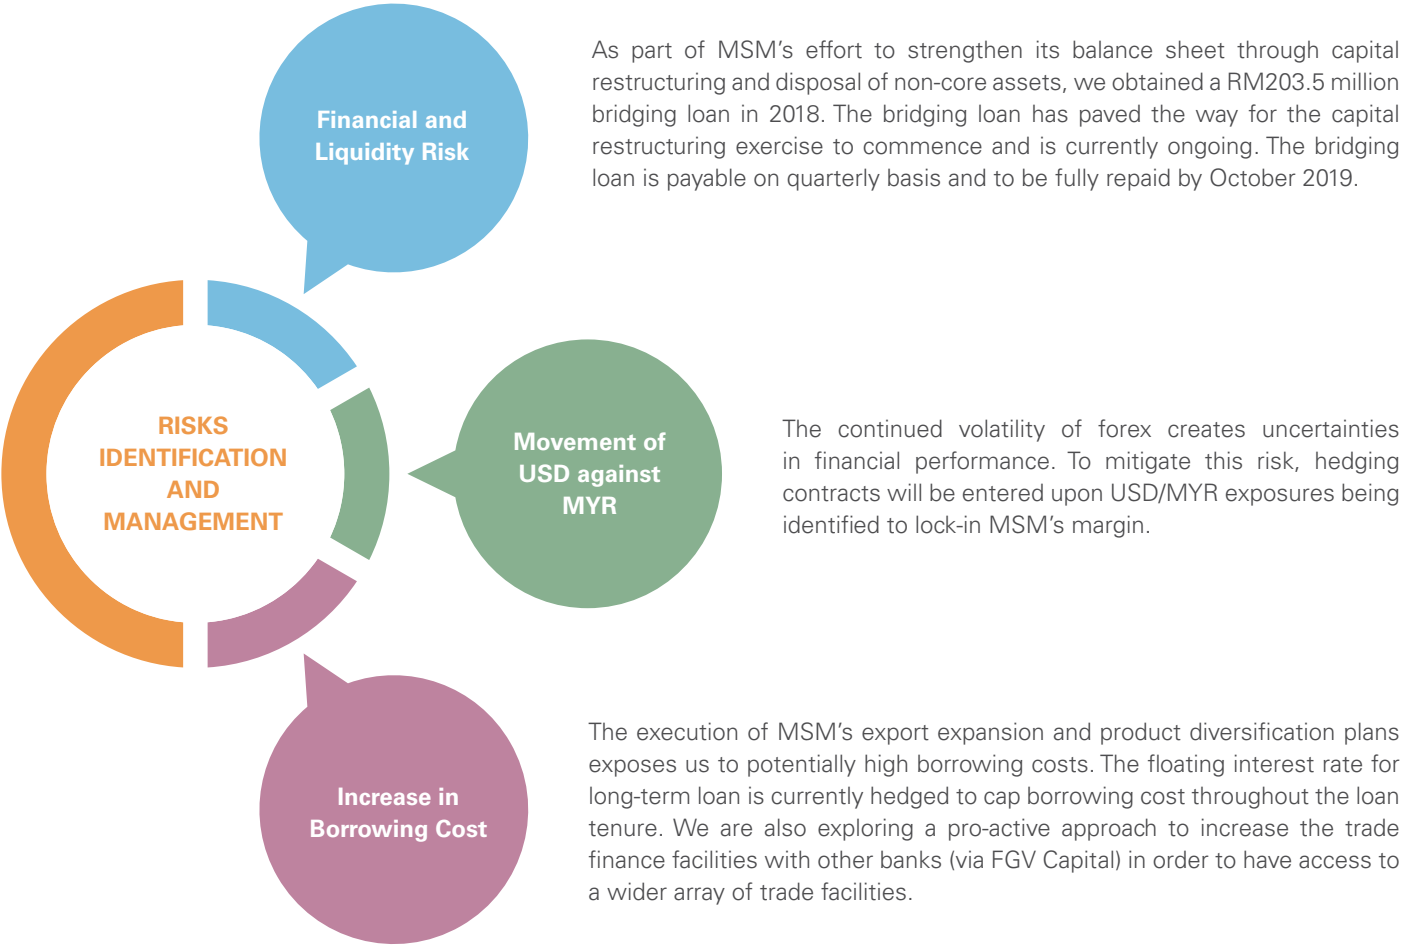 Financial and
Liquidity Risk
As part of MSM’s effort to strengthen its balance sheet through capital
restructuring and disposal of non-core assets, we obtained a RM203.5 million
bridging loan in 2018. The bridging loan has paved the way for the capital
restructuring exercise to commence and is currently ongoing. The bridging
loan is payable on quarterly basis and to be fully repaid by October 2019.
RISKS
IDENTIFICATION
AND
MANAGEMENT
Movement of
USD against
MYR
The continued volatility of forex creates uncertainties
in financial performance. To mitigate this risk, hedging
contracts will be entered upon USD/MYR exposures being
identified to lock-in MSM’s margin.
Increase in
Borrowing Cost
The execution of MSM’s export expansion and product diversification plans
exposes us to potentially high borrowing costs. The floating interest rate for
long-term loan is currently hedged to cap borrowing cost throughout the loan
tenure. We are also exploring a pro-active approach to increase the trade
finance facilities with other banks (via FGV Capital) in order to have access to
a wider array of trade facilities.